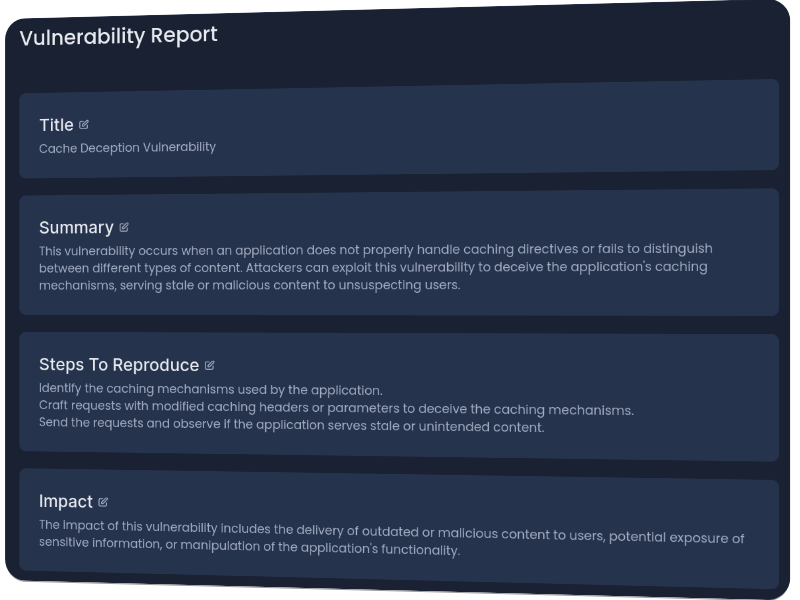 Vulnerability Report
Title
Cache Deception Vulnerability
Summary
This vulnerability occurs when an application does not properly handle caching directives or fails to distinguish
between different types of content. Attackers can exploit this vulnerability to deceive the application's caching
mechanisms, serving stale or malicious content to unsuspecting users.
Steps To Reproduce
Identify the caching mechanisms used by the application.
Craft requests with modified caching headers or parameters to deceive the caching mechanisms.
Send the requests and observe if the application serves stale or unintended content.
Impact
The impact of this vulnerability includes the delivery of outdated or malicious content to users, potential exposure of
sensitive information, or manipulation of the application's functionality.